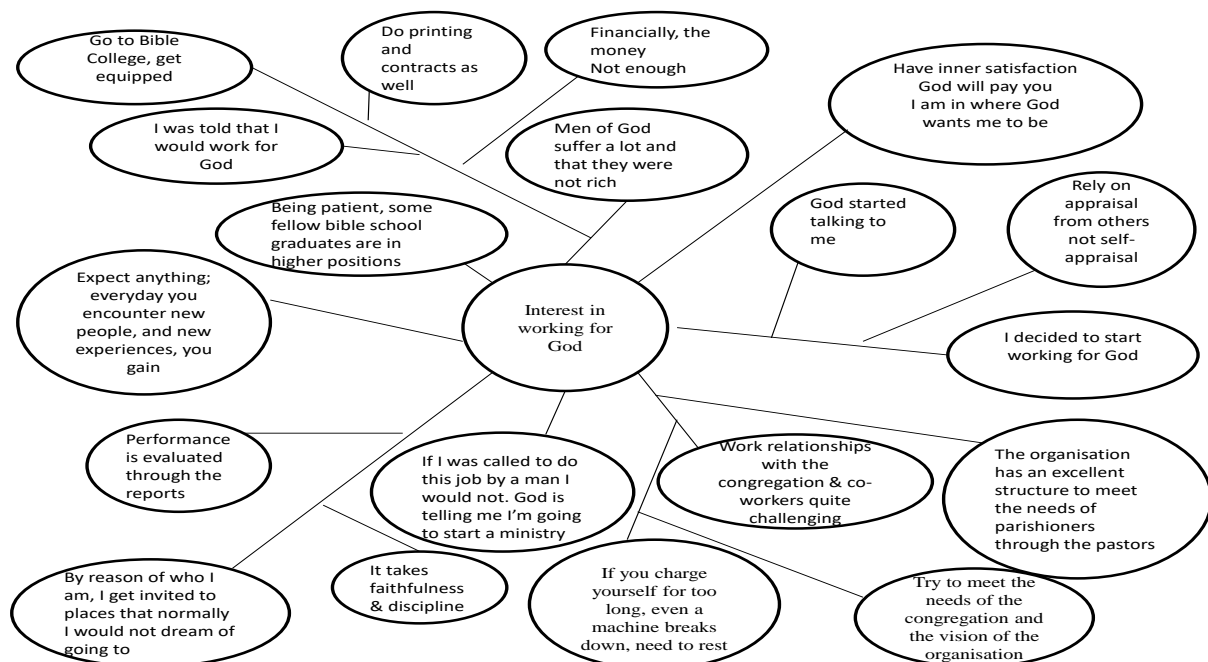 Go to Bible
College, get
equipped
Do printing
and
contracts as
well
Financially, the
money
Not enough
Have inner satisfaction
God will pay you
I am in where God
wants me to be
I was told that I
would work for
God
Men of God
suffer a lot and
that they were
not rich
God started
talking to
me
Rely on
appraisal
from others
not self-
appraisal
Being patient, some
fellow bible school
graduates are in
higher positions
Expect anything;
everyday you
encounter new
people, and new
experiences, you
gain
Interest in
working for
God
I decided to start
working for God
Performance
is evaluated
through the
reports
If I was called to do
this job by a man I
would not. God is
telling me I’m going
to start a ministry
Work relationships
with the
congregation & co-
workers quite
challenging
The organisation
has an excellent
structure to meet
the needs of
parishioners
through the pastors
By reason of who I
am, I get invited to
places that normally
I would not dream of
going to
It takes
faithfulness
& discipline
If you charge
yourself for too
long, even a
machine breaks
down, need to rest
Try to meet the
needs of the
congregation and
the vision of the
organisation